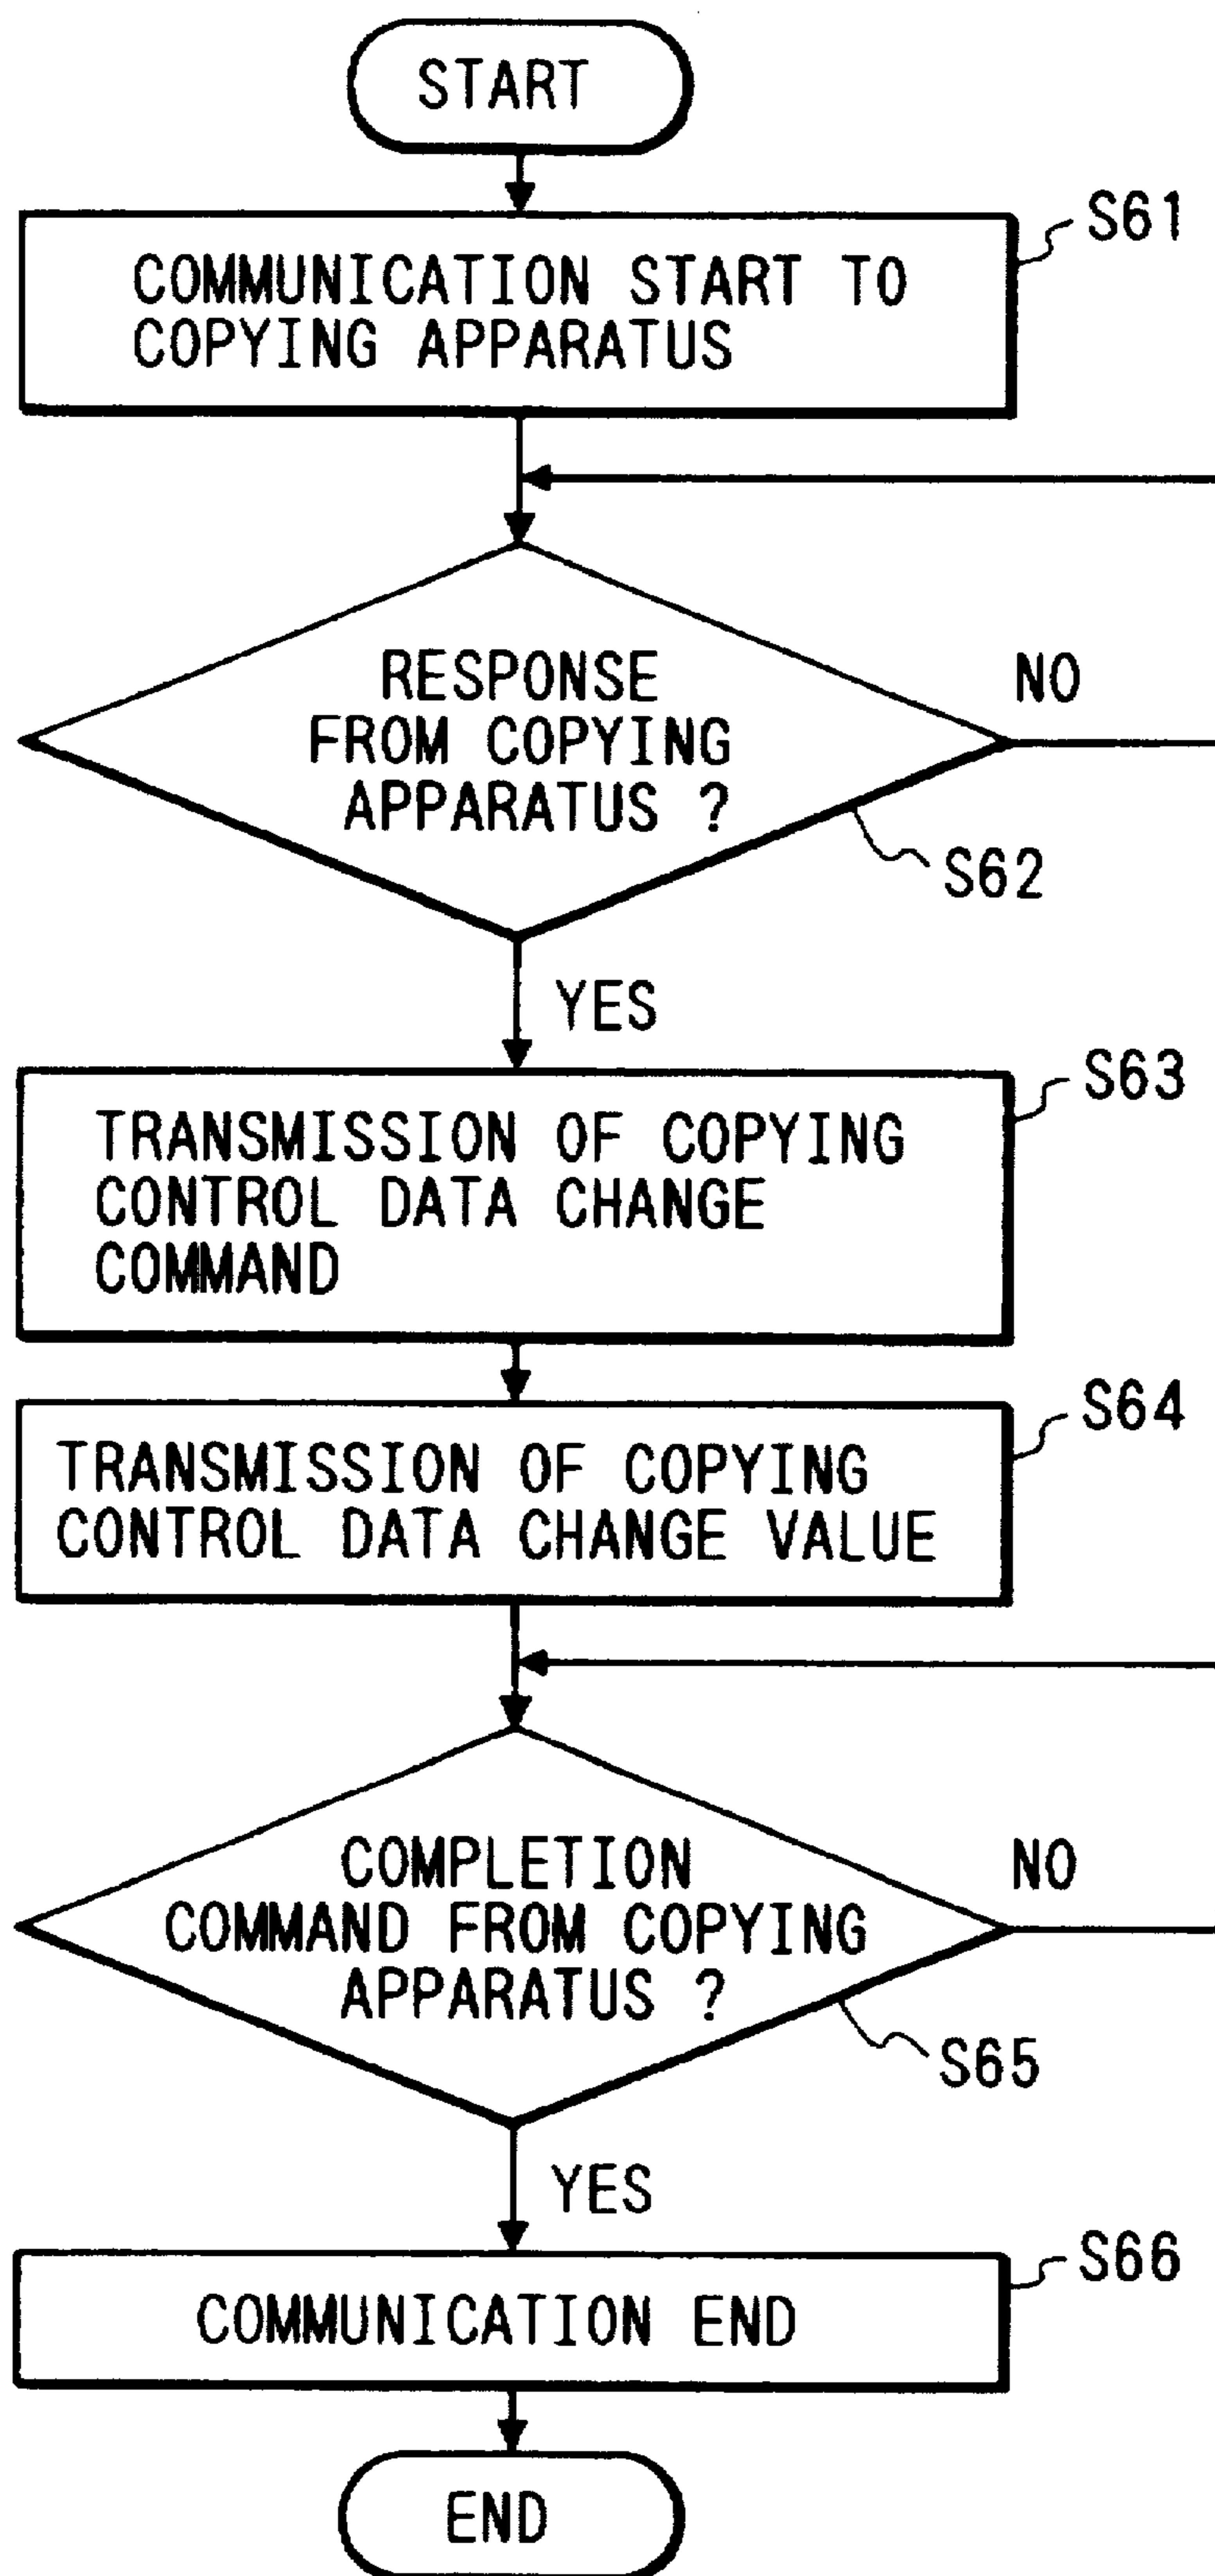 START
S61
COMMUNICATION START TO
COPYING APPARATUS
RESPONSE
FROM COPYING
APPARATUS ?
NO
S62
YES
S63
TRANSMISSION OF COPYING
CONTROL DATA CHANGE
COMMAND
S64
TRANSMISSION OF COPYING
CONTROL DATA CHANGE VALUE
COMPLETION
COMMAND FROM COPYING
APPARATUS ?
NO
S65
YES
S66
COMMUNICATION END
END